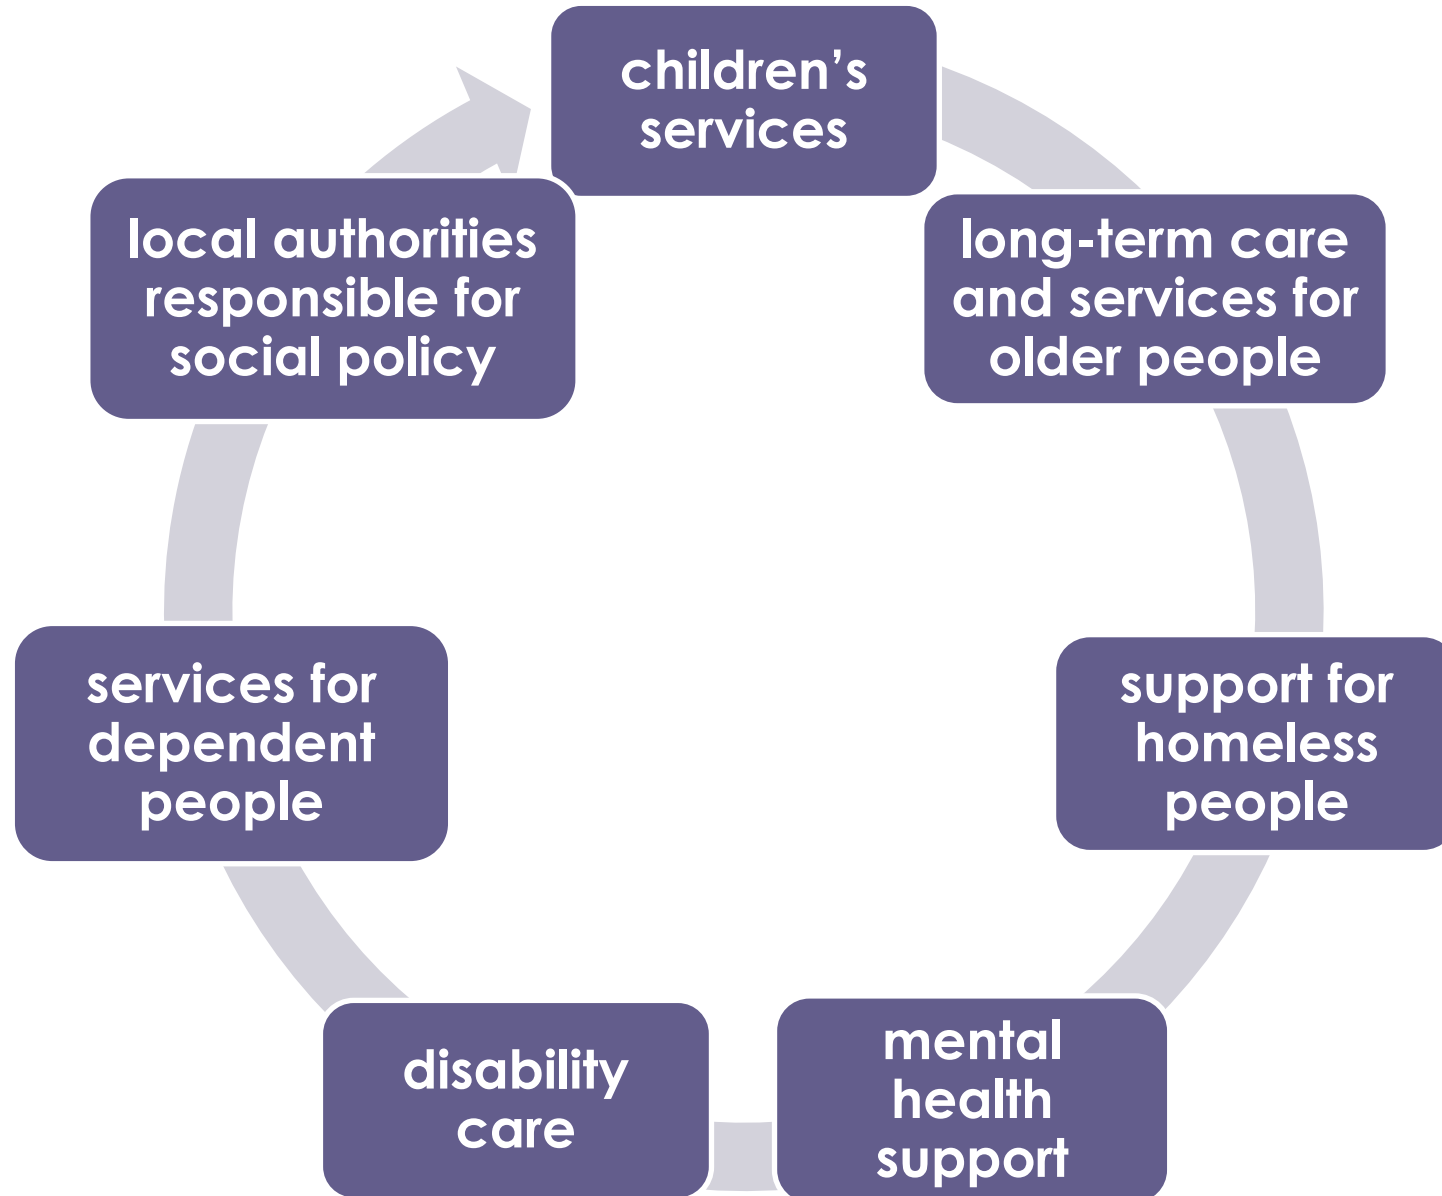 children's
services
long-term care
and services for
older people
support for
homeless
people
mental
health
support
disability
care
services for
dependent
people
local authorities
responsible for
social policy